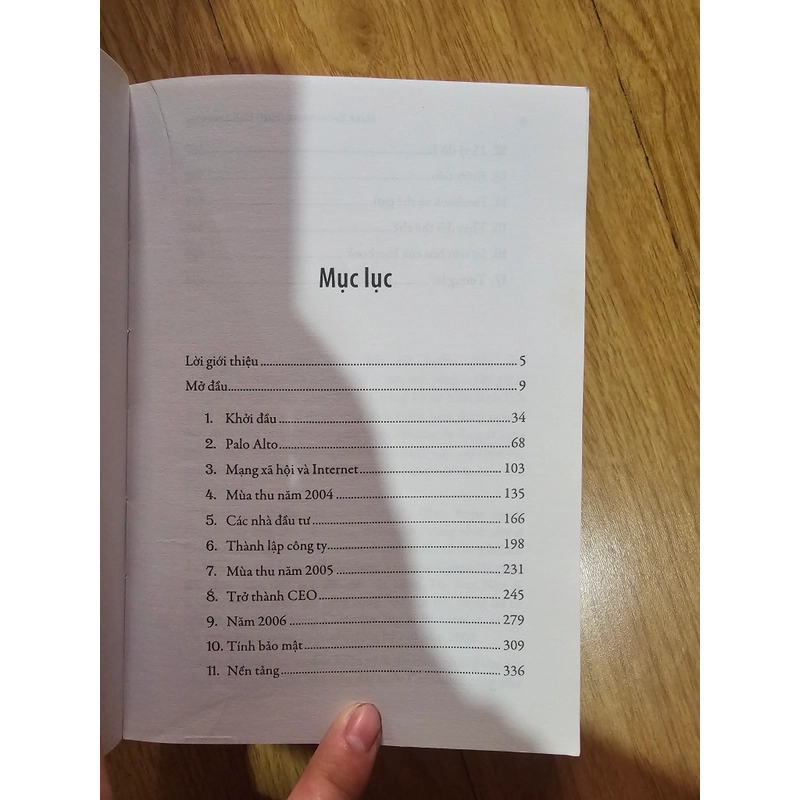 Mục lục
Lời giới thiệu 5
Mở đầu 9
1. Khởi đầu 34
2. Palo Alto 68
3. Mạng xã hội và Internet 103
4. Mùa thu năm 2004 135
5. Các nhà đầu tư 166
6. Thành lập công ty 198
7. Mùa thu năm 2005 231
8. Trở thành CEO 245
9. Năm 2006 279
10. Tính bảo mật 309
11. Nền tảng 336